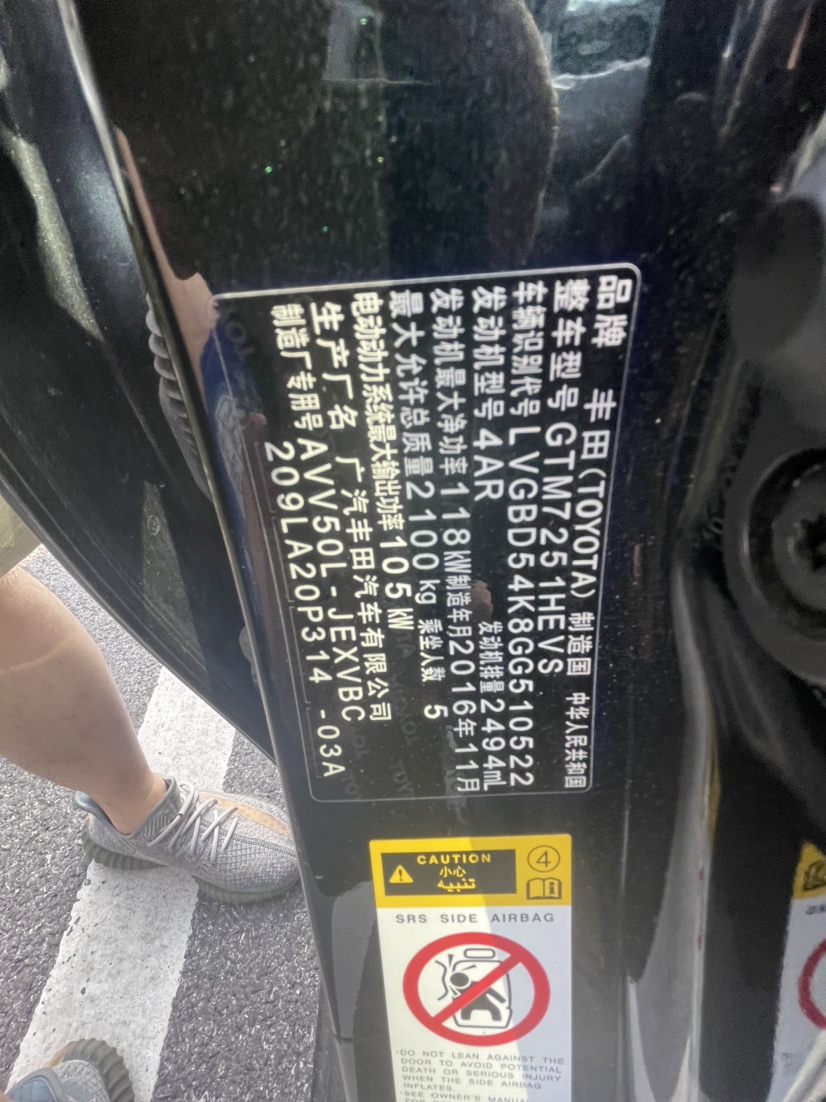 品牌 丰田(TOYOTA) 制造国 中华人民共和国
整车型号 GTM7251HEVS
车辆识别代号 LVGBD54K8GG510522
发动机型号 4AR 发动机排量 2494mL
发动机最大净功率 118kW 制造年月 2016年11月
最大允许总质量 2100kg 乘坐人数 5
电动动力系统最大输出功率 105kW
生产厂名 广汽丰田汽车有限公司
制造厂专用号 AVV50L-JEXVBC
209LA20P314 -03A
CAUTION
小心
تنبيه
4
SRS SIDE AIRBAG
·DO NOT LEAN AGAINST THE
DOOR TO AVOID POTENTIAL
DEATH OR SERIOUS INJURY
WHEN THE SIDE AIRBAG
INFLATES.
·SEE OWNER'S MANUAL